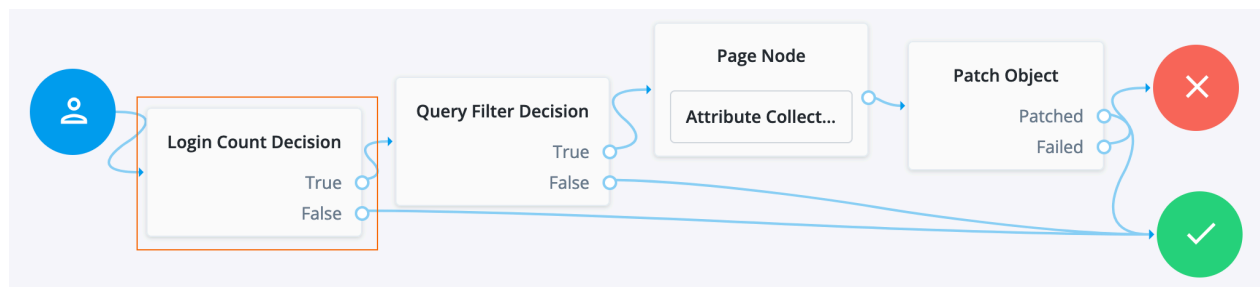 Login Count Decision
True
False
Query Filter Decision
True
False
Page Node
Attribute Collect...
Patch Object
Patched
Failed